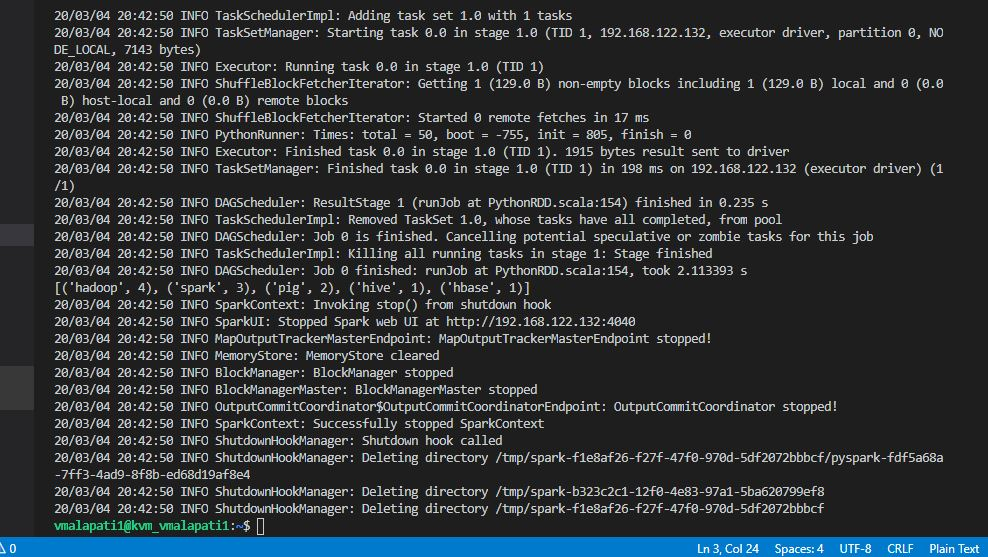 20/03/04 20:42:50 INFO TaskSchedulerImpl: Adding task set 1.0 with 1 tasks
20/03/04 20:42:50 INFO TaskSetManager: Starting task 0.0 in stage 1.0 (TID 1, 192.168.122.132, executor driver, partition 0, NO
DE_LOCAL, 7143 bytes)
20/03/04 20:42:50 INFO Executor: Running task 0.0 in stage 1.0 (TID 1)
20/03/04 20:42:50 INFO ShuffleBlockFetcherIterator: Getting 1 (129.0 B) non-empty blocks including 1 (129.0 B) local and 0 (0.0
 B) host-local and 0 (0.0 B) remote blocks
20/03/04 20:42:50 INFO ShuffleBlockFetcherIterator: Started 0 remote fetches in 17 ms
20/03/04 20:42:50 INFO PythonRunner: Times: total = 50, boot = -755, init = 805, finish = 0
20/03/04 20:42:50 INFO Executor: Finished task 0.0 in stage 1.0 (TID 1). 1915 bytes result sent to driver
20/03/04 20:42:50 INFO TaskSetManager: Finished task 0.0 in stage 1.0 (TID 1) in 198 ms on 192.168.122.132 (executor driver) (1
/1)
20/03/04 20:42:50 INFO DAGScheduler: ResultStage 1 (runJob at PythonRDD.scala:154) finished in 0.235 s
20/03/04 20:42:50 INFO TaskSchedulerImpl: Removed TaskSet 1.0, whose tasks have all completed, from pool
20/03/04 20:42:50 INFO DAGScheduler: Job 0 is finished. Cancelling potential speculative or zombie tasks for this job
20/03/04 20:42:50 INFO TaskSchedulerImpl: Killing all running tasks in stage 1: Stage finished
20/03/04 20:42:50 INFO DAGScheduler: Job 0 finished: runJob at PythonRDD.scala:154, took 2.113393 s
[('hadoop', 4), ('spark', 3), ('pig', 2), ('hive', 1), ('hbase', 1)]
20/03/04 20:42:50 INFO SparkContext: Invoking stop() from shutdown hook
20/03/04 20:42:50 INFO SparkUI: Stopped Spark web UI at http://192.168.122.132:4040
20/03/04 20:42:50 INFO MapOutputTrackerMasterEndpoint: MapOutputTrackerMasterEndpoint stopped!
20/03/04 20:42:50 INFO MemoryStore: MemoryStore cleared
20/03/04 20:42:50 INFO BlockManager: BlockManager stopped
20/03/04 20:42:50 INFO BlockManagerMaster: BlockManagerMaster stopped
20/03/04 20:42:50 INFO OutputCommitCoordinator$OutputCommitCoordinatorEndpoint: OutputCommitCoordinator stopped!
20/03/04 20:42:50 INFO SparkContext: Successfully stopped SparkContext
20/03/04 20:42:50 INFO ShutdownHookManager: Shutdown hook called
20/03/04 20:42:50 INFO ShutdownHookManager: Deleting directory /tmp/spark-f1e8af26-f27f-47f0-970d-5df2072bbbcf/pyspark-fdf5a68a
-7ff3-4ad9-8f8b-ed68d19af8e4
20/03/04 20:42:50 INFO ShutdownHookManager: Deleting directory /tmp/spark-b323c2c1-12f0-4e83-97a1-5ba620799ef8
20/03/04 20:42:50 INFO ShutdownHookManager: Deleting directory /tmp/spark-f1e8af26-f27f-47f0-970d-5df2072bbbcf
vmalapati1@kvm_vmalapati1:~$
0 Ln 3, Col 24 Spaces: 4 UTF-8 CRLF Plain Text